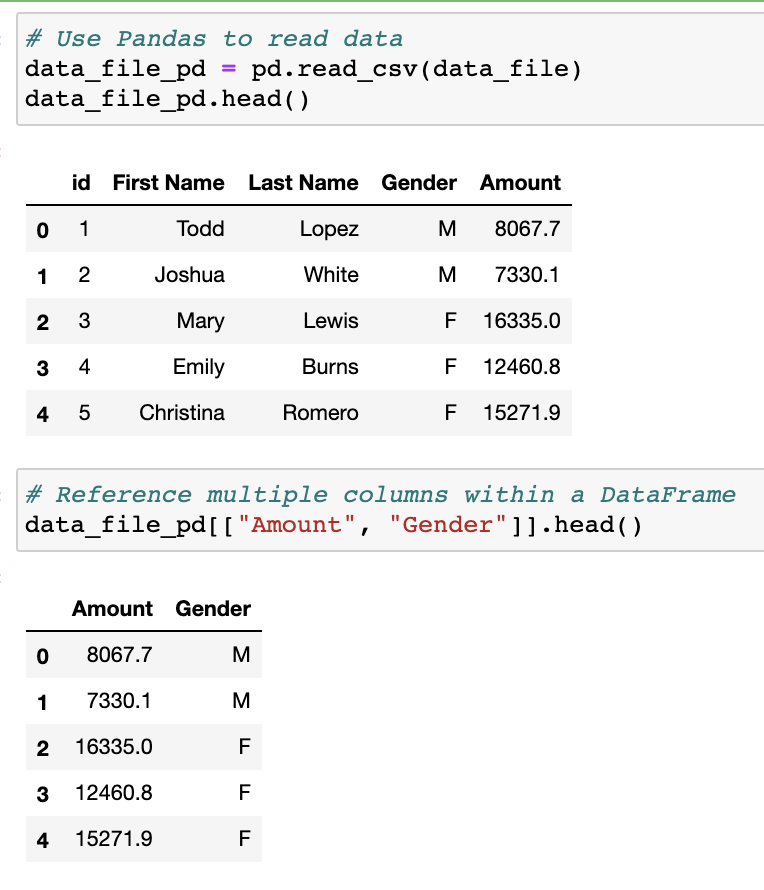 # Use Pandas to read data
data_file_pd = pd.read_csv(data_file)
data_file_pd.head()
id First Name Last Name Gender Amount
0 1 Todd Lopez M 8067.7
1 2 Joshua White M 7330.1
2 3 Mary Lewis F 16335.0
3 4 Emily Burns F 12460.8
4 5 Christina Romero F 15271.9
# Reference multiple columns within a DataFrame
data_file_pd[["Amount", "Gender"]].head()
Amount Gender
0 8067.7 M
1 7330.1 M
2 16335.0 F
3 12460.8 F
4 15271.9 F